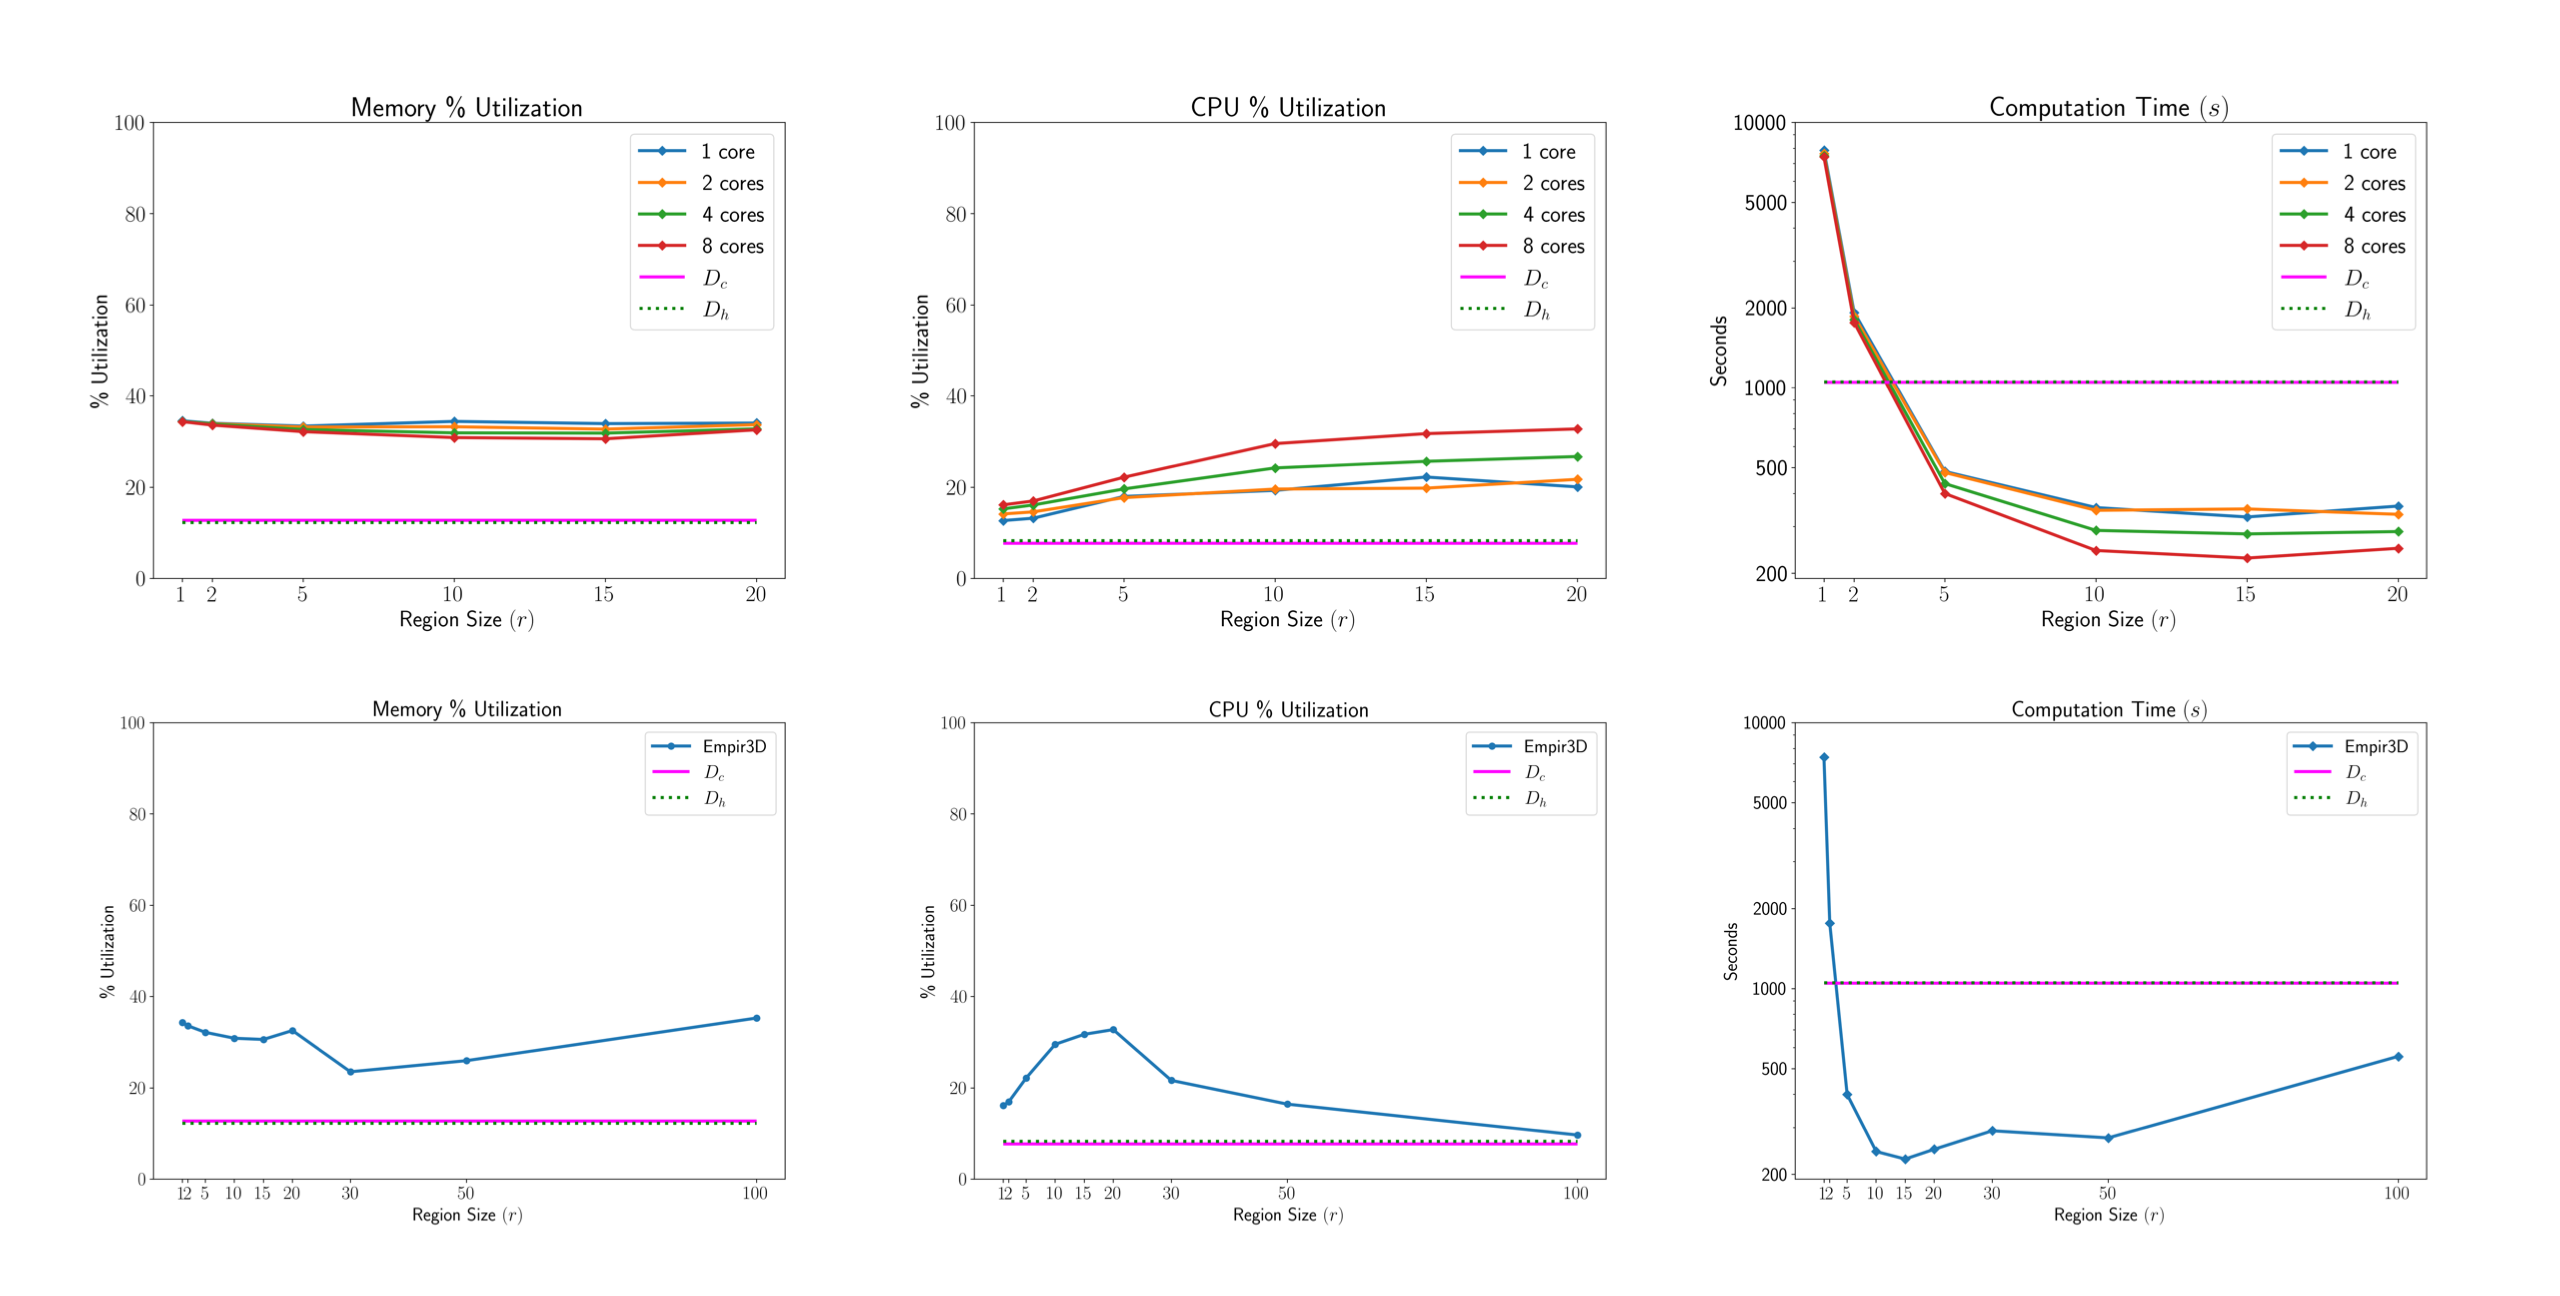 Memory % Utilization
100
80
60
40
20
0
% Utilization
1 2 5 10 15 20
Region Size (r)
1 core
2 cores
4 cores
8 cores
D_c
D_h
CPU % Utilization
100
80
60
40
20
0
% Utilization
1 2 5 10 15 20
Region Size (r)
1 core
2 cores
4 cores
8 cores
D_c
D_h
Computation Time (s)
10000
5000
2000
1000
500
200
Seconds
1 2 5 10 15 20
Region Size (r)
1 core
2 cores
4 cores
8 cores
D_c
D_h
Memory % Utilization
100
80
60
40
20
0
% Utilization
1 2 5 10 15 20 30 50 100
Region Size (r)
Empir3D
D_c
D_h
CPU % Utilization
100
80
60
40
20
0
% Utilization
1 2 5 10 15 20 30 50 100
Region Size (r)
Empir3D
D_c
D_h
Computation Time (s)
10000
5000
2000
1000
500
200
Seconds
1 2 5 10 15 20 30 50 100
Region Size (r)
Empir3D
D_c
D_h